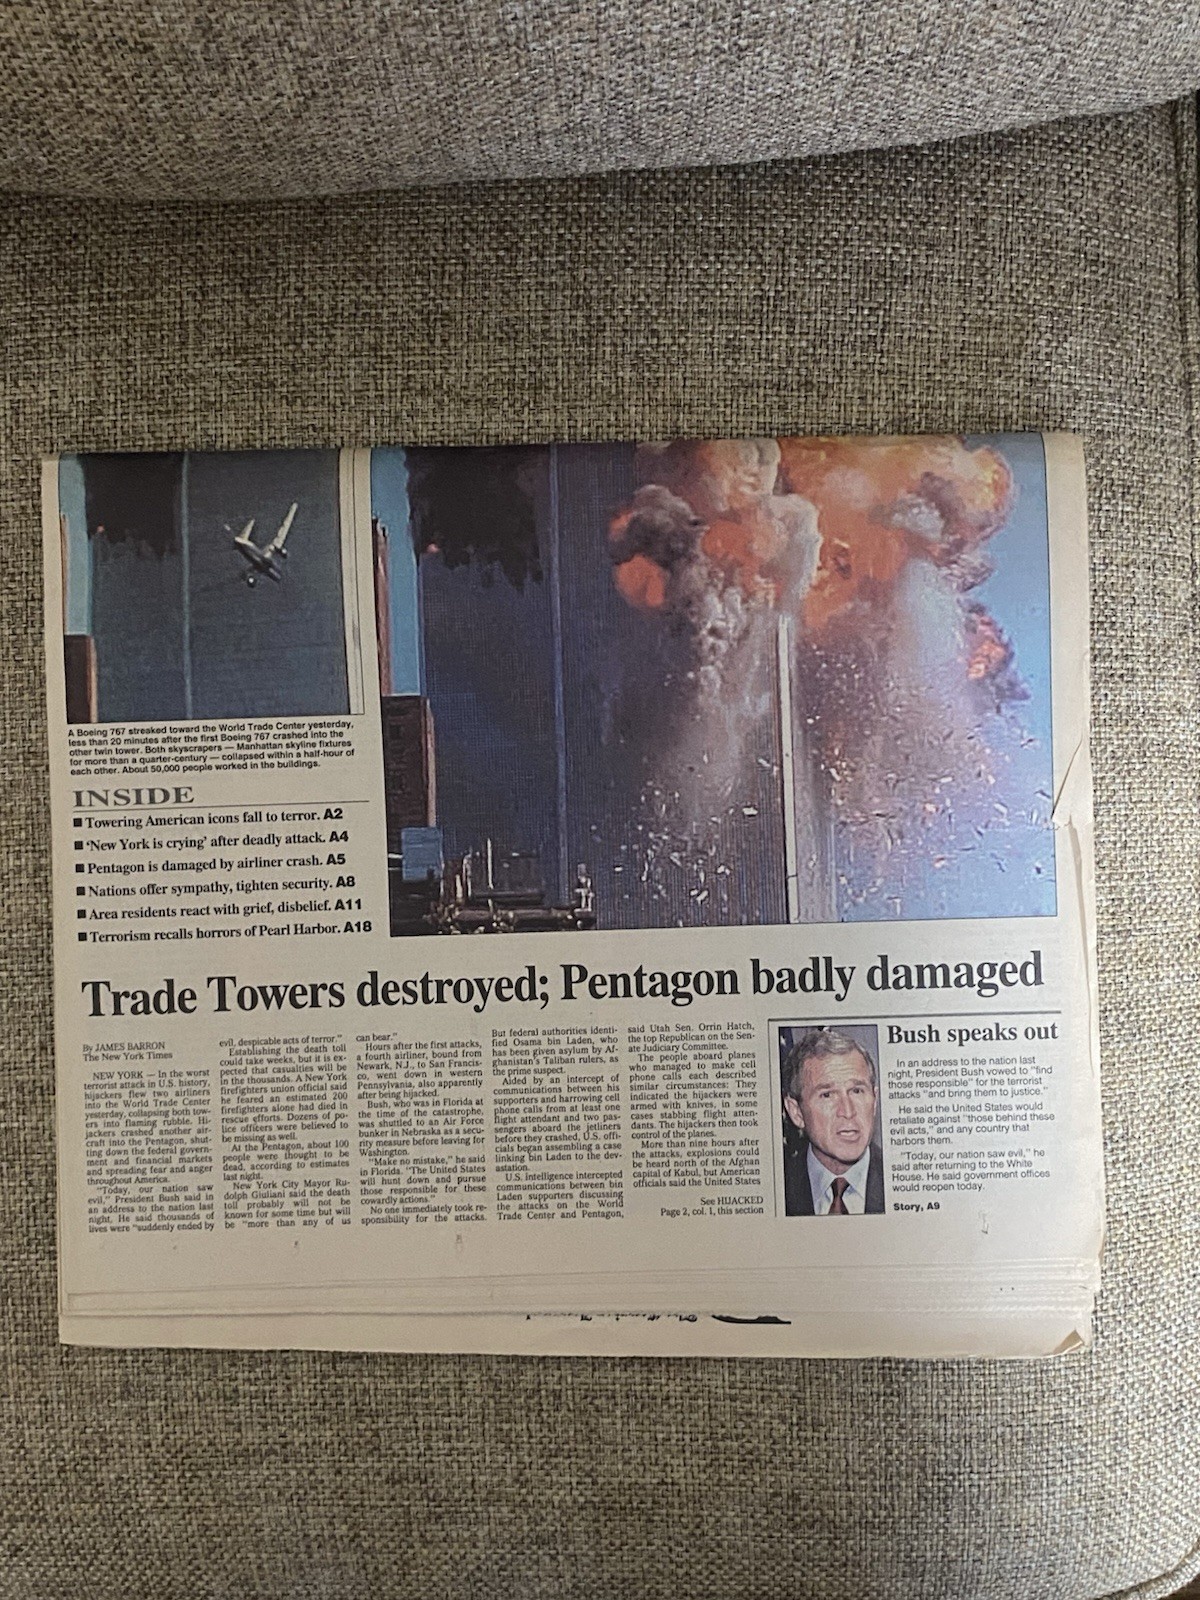 A Boeing 767 streaked toward the World Trade Center yesterday,
less than 20 minutes after the first Boeing 767 crashed into the
other twin tower. Both skyscrapers — Manhattan skyline fixtures
for more than a quarter-century — collapsed within a half-hour of
each other. About 50,000 people worked in the buildings.
INSIDE
■ Towering American icons fall to terror. A2
■ 'New York is crying' after deadly attack. A4
■ Pentagon is damaged by airliner crash. A5
■ Nations offer sympathy, tighten security. A8
■ Area residents react with grief, disbelief. A11
■ Terrorism recalls horrors of Pearl Harbor. A18
Trade Towers destroyed; Pentagon badly damaged
By JAMES BARRON
The New York Times
NEW YORK — In the worst
terrorist attack in U.S. history,
hijackers flew two airliners
into the World Trade Center
yesterday, collapsing both tow-
ers into flaming rubble. Hi-
jackers crashed another air-
craft into the Pentagon, shut-
ting down the federal govern-
ment and financial markets
and spreading fear and anger
throughout America.
"Today, our nation saw
evil," President Bush said in
an address to the nation last
night. He said thousands of
lives were "suddenly ended by
evil, despicable acts of terror."
Establishing the death toll
could take weeks, but it is ex-
pected that casualties will be
in the thousands. A New York
firefighters union official said
he feared an estimated 200
firefighters alone had died in
rescue efforts. Dozens of po-
lice officers were believed to
be missing as well.
At the Pentagon, about 100
people were thought to be
dead, according to estimates
last night.
New York City Mayor Ru-
dolph Giuliani said the death
toll probably will not be
known for some time but will
be "more than any of us
can bear."
Hours after the first attacks,
a fourth airliner, bound from
Newark, N.J., to San Francis-
co, went down in western
Pennsylvania, also apparently
after being hijacked.
Bush, who was in Florida at
the time of the catastrophe,
was shuttled to an Air Force
bunker in Nebraska as a secu-
rity measure before leaving for
Washington.
"Make no mistake," he said
in Florida. "The United States
will hunt down and pursue
those responsible for these
cowardly actions."
No one immediately took re-
sponsibility for the attacks.
But federal authorities identi-
fied Osama bin Laden, who
has been given asylum by Af-
ghanistan's Taliban rulers, as
the prime suspect.
Aided by an intercept of
communications between his
supporters and harrowing cell
phone calls from at least one
flight attendant and two pas-
sengers aboard the jetliners
before they crashed, U.S. offi-
cials began assembling a case
linking bin Laden to the dev-
astation.
U.S. Intelligence intercepted
communications between bin
Laden supporters discussing
the attacks on the World
Trade Center and Pentagon,
said Utah Sen. Orrin Hatch,
the top Republican on the Sen-
ate Judiciary Committee.
The people aboard planes
who managed to make cell
phone calls each described
similar circumstances: They
indicated the hijackers were
armed with knives, in some
cases stabbing flight atten-
dants. The hijackers then took
control of the planes.
More than nine hours after
the attacks, explosions could
be heard north of the Afghan
capital of Kabul, but American
officials said the United States
See HIJACKED
Page 2, col. 1, this section
Bush speaks out
In an address to the nation last
night, President Bush vowed to "find
those responsible" for the terrorist
attacks "and bring them to justice."
He said the United States would
retaliate against "those behind these
evil acts," and any country that
harbors them.
"Today, our nation saw evil," he
said after returning to the White
House. He said government offices
would reopen today.
Story, A9